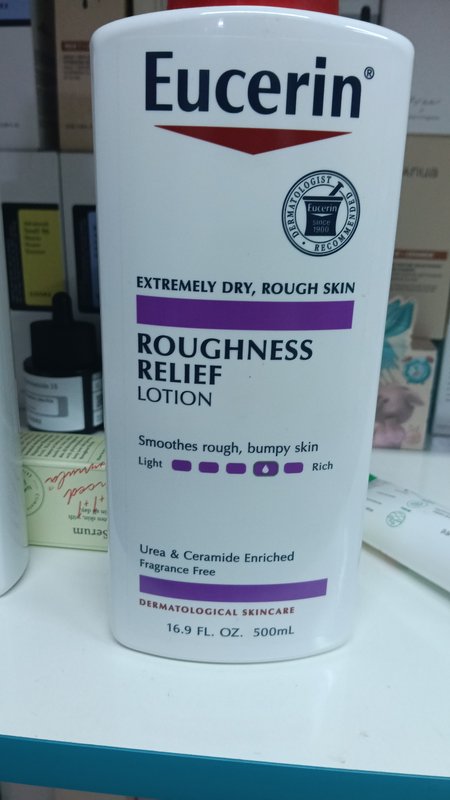 Eucerin®
DERMATOLOGIST
Eucerin
since
1900
RECOMMENDED
EXTREMELY DRY, ROUGH SKIN
ROUGHNESS
RELIEF
LOTION
Smoothes rough, bumpy skin
Light Rich
Urea & Ceramide Enriched
Fragrance Free
DERMATOLOGICAL SKINCARE
16.9 FL. OZ. 500mL
Serum